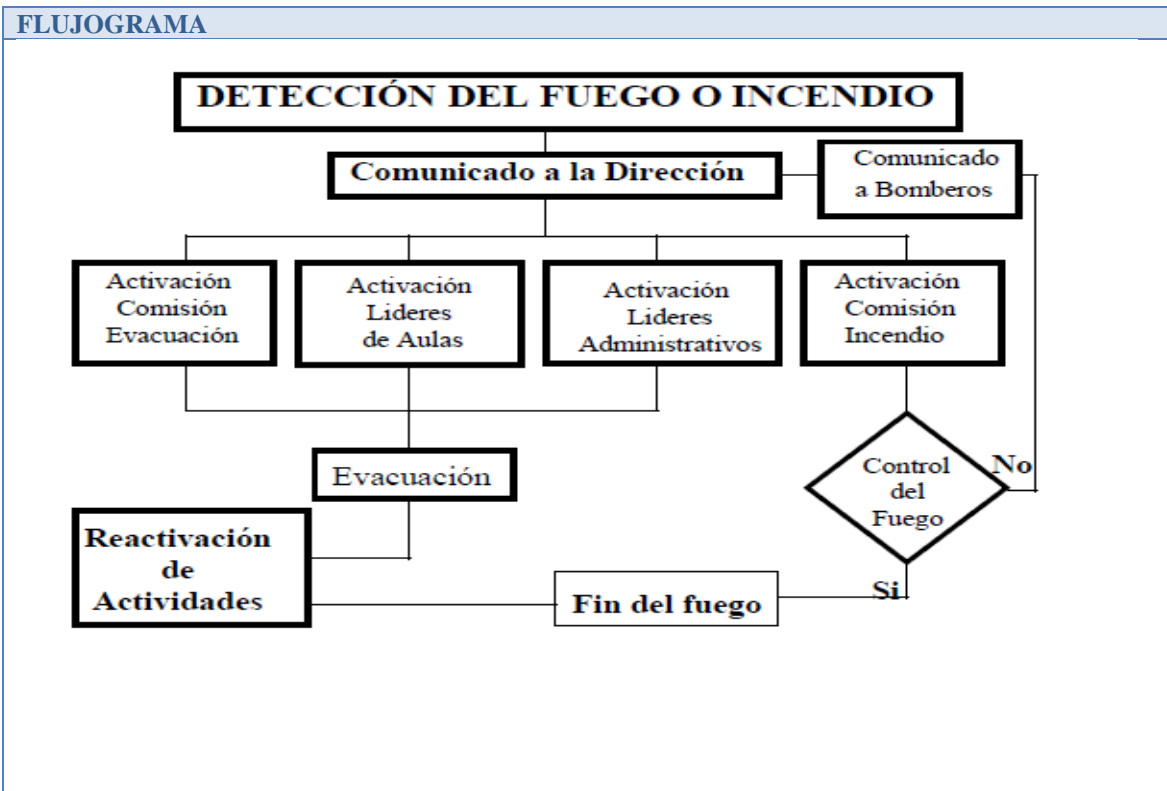 FLUJOGRAMA
DETECCIÓN DEL FUEGO O INCENDIO
Comunicado a la Dirección
Comunicado
a Bomberos
Activación
Comisión
Evacuación
Activación
Lideres
de Aulas
Activación
Lideres
Administrativos
Activación
Comisión
Incendio
Control
del
Fuego
No
Si
Evacuación
Reactivación
de
Actividades
Fin del fuego